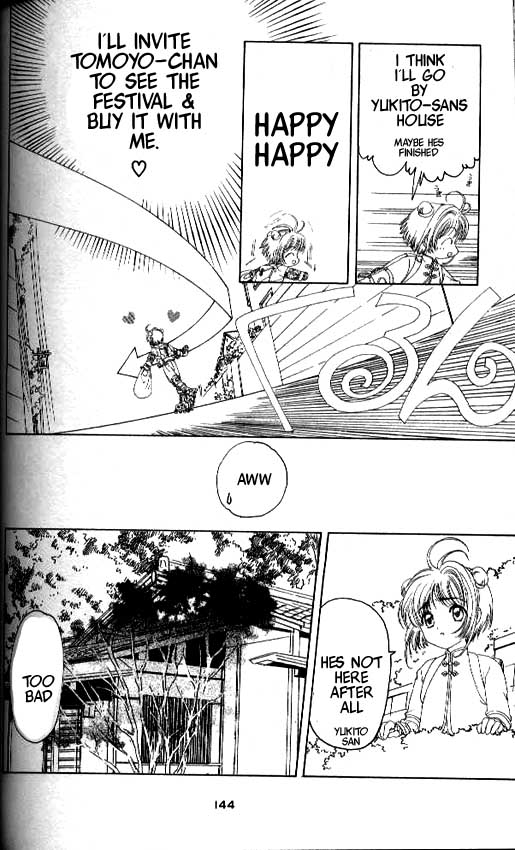 I THINK
I'LL GO
BY
YUKITO-SANS
HOUSE
MAYBE HES
FINISHED
HAPPY
HAPPY
I'LL INVITE
TOMOYO-CHAN
TO SEE THE
FESTIVAL &
BUY IT WITH
ME.
♡
AWW
HES NOT
HERE
AFTER
ALL
YUKITO
SAN
TOO
BAD
144